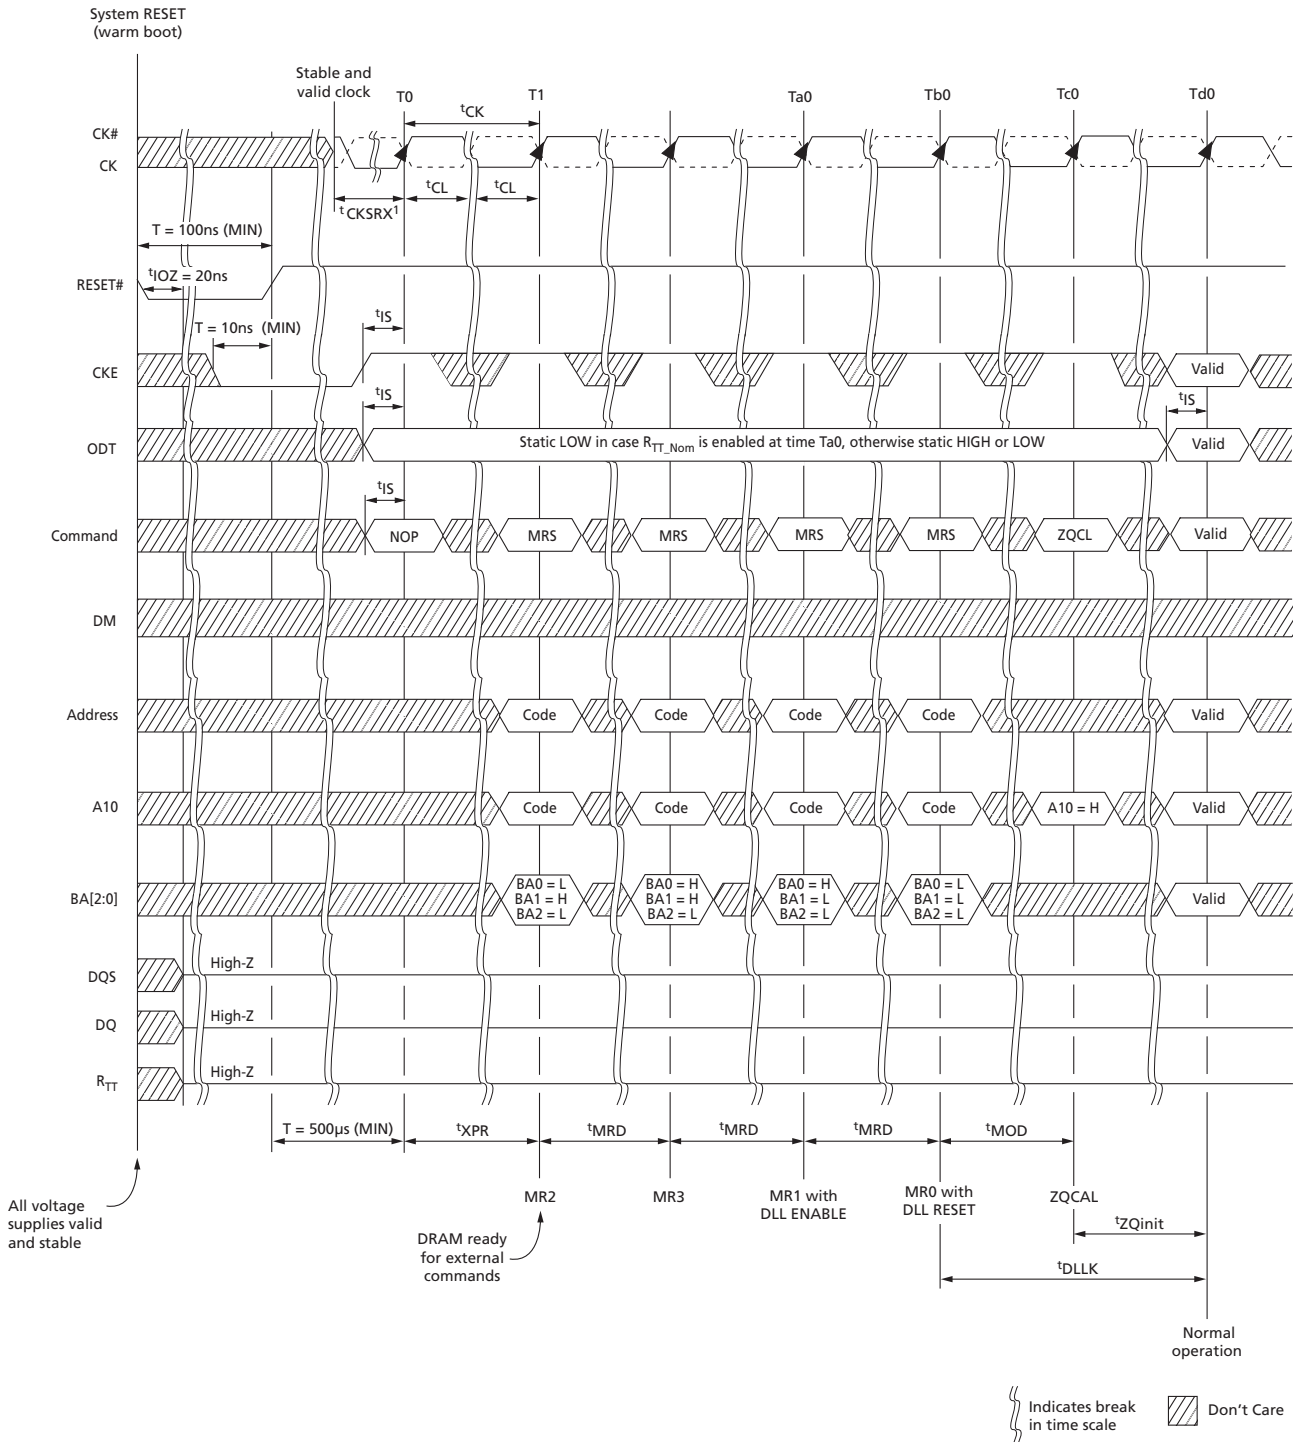 System RESET
(warm boot)
Stable and
valid clock
T0
T1
Ta0
Tb0
Tc0
Td0
tCK
CK#
CK
tCL
tCL
tCKSRX1
T = 100ns (MIN)
tIOZ = 20ns
RESET#
T = 10ns (MIN)
tIS
CKE
Valid
tIS
tIS
ODT
Static LOW in case RTT_Nom is enabled at time Ta0, otherwise static HIGH or LOW
Valid
tIS
Command
NOP
MRS
MRS
MRS
MRS
ZQCL
Valid
DM
Address
Code
Code
Code
Code
Valid
A10
Code
Code
Code
Code
A10 = H
Valid
BA[2:0]
BA0 = L
BA1 = H
BA2 = L
BA0 = H
BA1 = H
BA2 = L
BA0 = H
BA1 = L
BA2 = L
BA0 = L
BA1 = L
BA2 = L
Valid
DQS
High-Z
DQ
High-Z
RTT
High-Z
T = 500μs (MIN)
tXPR
tMRD
tMRD
tMRD
tMOD
All voltage
supplies valid
and stable
MR2
MR3
MR1 with
DLL ENABLE
MR0 with
DLL RESET
ZQCAL
tZQinit
DRAM ready
for external
commands
tDLLK
Normal
operation
Indicates break
in time scale
Don't Care